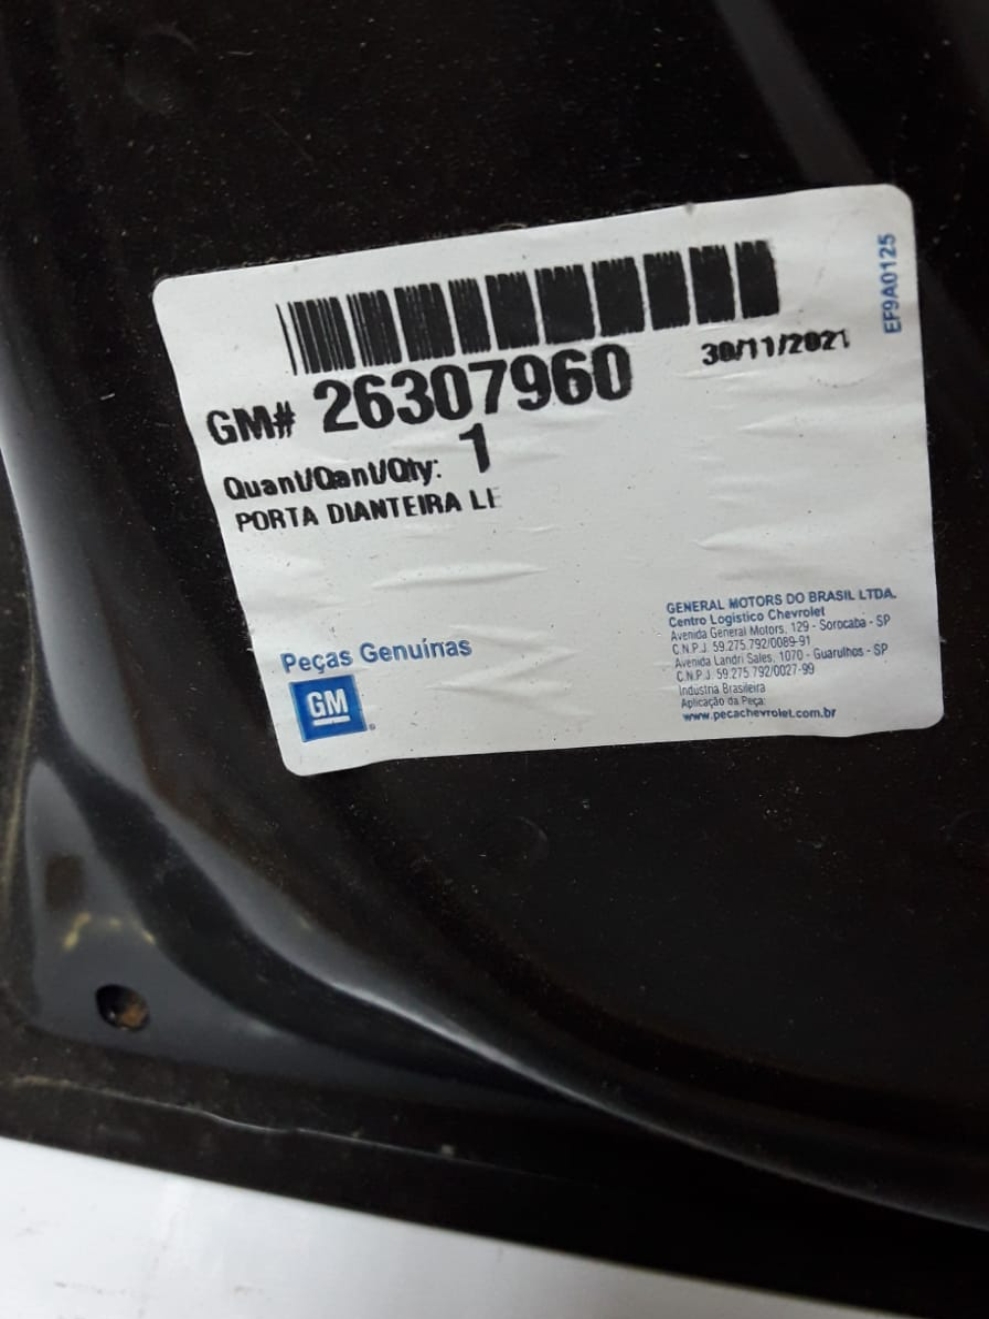 EF9A0125
30/11/2021
GM# 26307960
Quant/Qant/Qty: 1
PORTA DIANTEIRA LE
Peças Genuínas
GM
GENERAL MOTORS DO BRASIL LTDA.
Centro Logístico Chevrolet
Avenida General Motors, 129 - Sorocaba - SP
C.N.P.J. 59.275.792/0089-91
Avenida Landri Sales, 1070 - Guarulhos - SP
C.N.P.J. 59.275.792/0027-99
Indústria Brasileira
Aplicação da Peça:
www.pecachevrolet.com.br